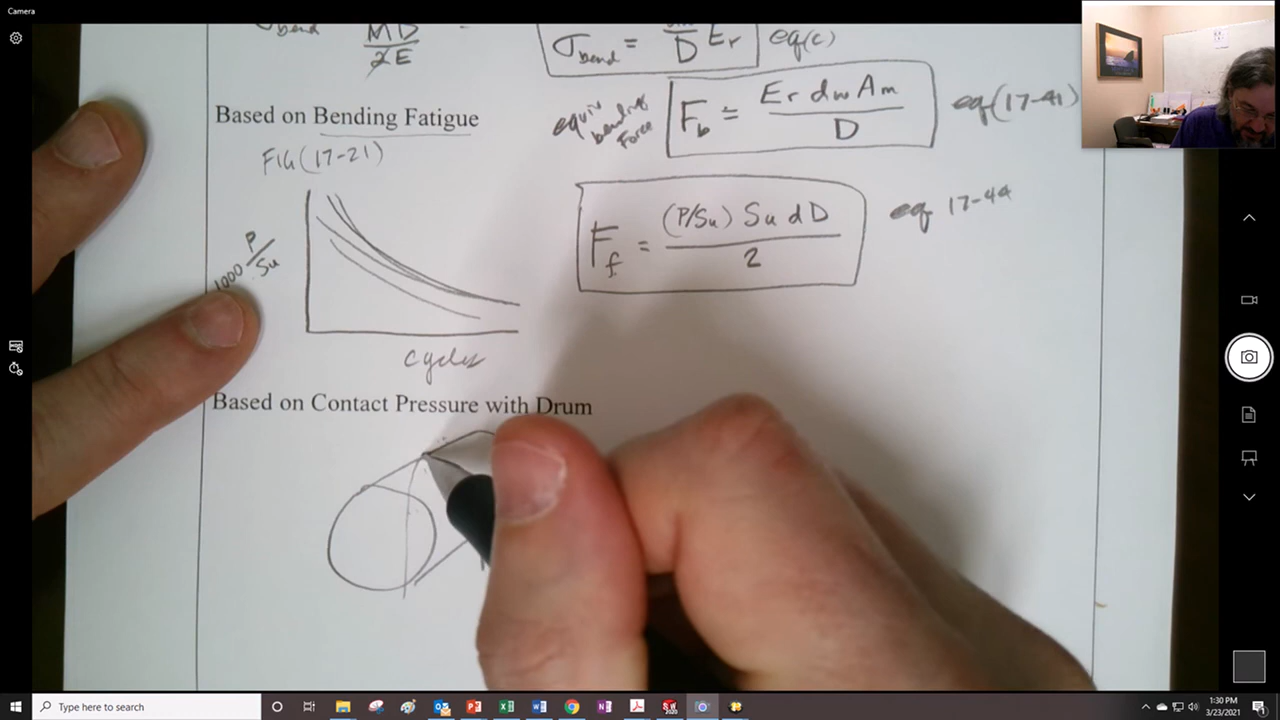 Camera
σbend MD/2E
σbend = dw/D Er eq(c)
Based on Bending Fatigue
equiv bending Force Fb = Er dw Am / D eq(17-41)
FIG(17-21)
Ff = (P/Su) Su d D / 2 eq 17-44
1000 P/Su
cycles
Based on Contact Pressure with Drum
Type here to search
1:30 PM
3/23/2021